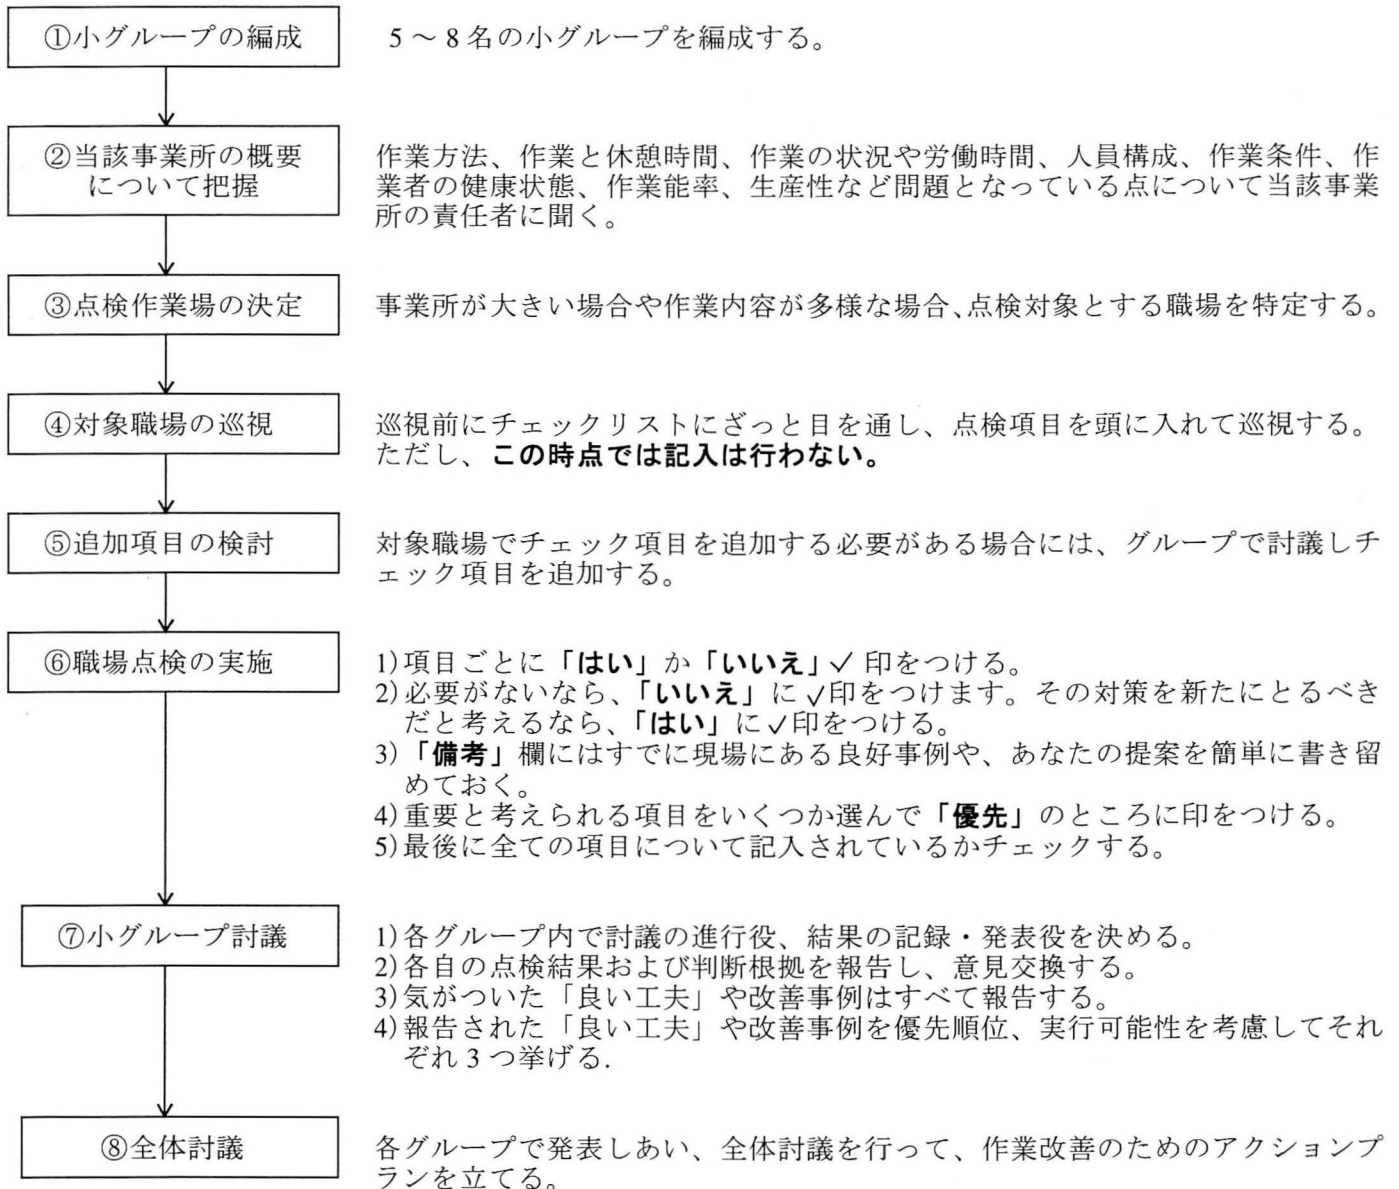 ①小グループの編成
5～8名の小グループを編成する。
②当該事業所の概要
について把握
作業方法、作業と休憩時間、作業の状況や労働時間、人員構成、作業条件、作
業者の健康状態、作業能率、生産性など問題となっている点について当該事業
所の責任者に聞く。
③点検作業場の決定
事業所が大きい場合や作業内容が多様な場合、点検対象とする職場を特定する。
④対象職場の巡視
巡視前にチェックリストにざっと目を通し、点検項目を頭に入れて巡視する。
ただし、この時点では記入は行わない。
⑤追加項目の検討
対象職場でチェック項目を追加する必要がある場合には、グループで討議しチ
ェック項目を追加する。
⑥職場点検の実施
1)項目ごとに「はい」か「いいえ」✓印をつける。
2)必要がないなら、「いいえ」に✓印をつけます。その対策を新たにとるべき
だと考えるなら、「はい」に✓印をつける。
3)「備考」欄にはすでに現場にある良好事例や、あなたの提案を簡単に書き留
めておく。
4)重要と考えられる項目をいくつか選んで「優先」のところに印をつける。
5)最後に全ての項目について記入されているかチェックする。
⑦小グループ討議
1)各グループ内で討議の進行役、結果の記録・発表役を決める。
2)各自の点検結果および判断根拠を報告し、意見交換する。
3)気がついた「良い工夫」や改善事例はすべて報告する。
4)報告された「良い工夫」や改善事例を優先順位、実行可能性を考慮してそれ
ぞれ3つ挙げる.
⑧全体討議
各グループで発表しあい、全体討議を行って、作業改善のためのアクションプ
ランを立てる。